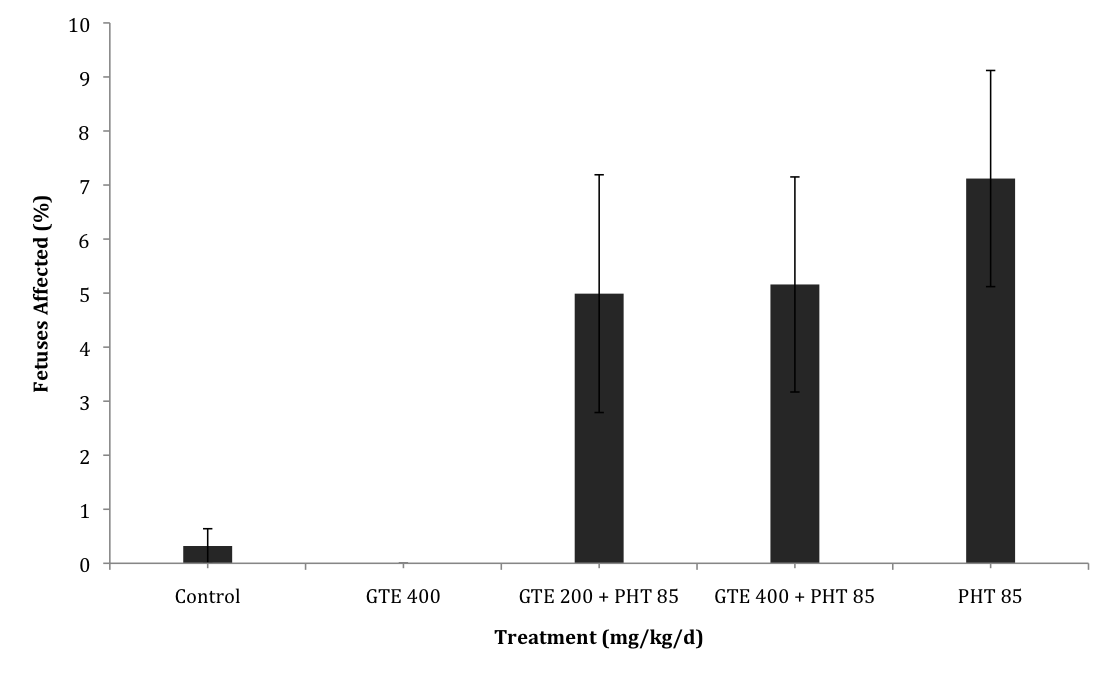 10
9
8
7
6
5
4
3
2
1
0
Fetuses Affected (%)
Control
GTE 400
GTE 200 + PHT 85
GTE 400 + PHT 85
PHT 85
Treatment (mg/kg/d)